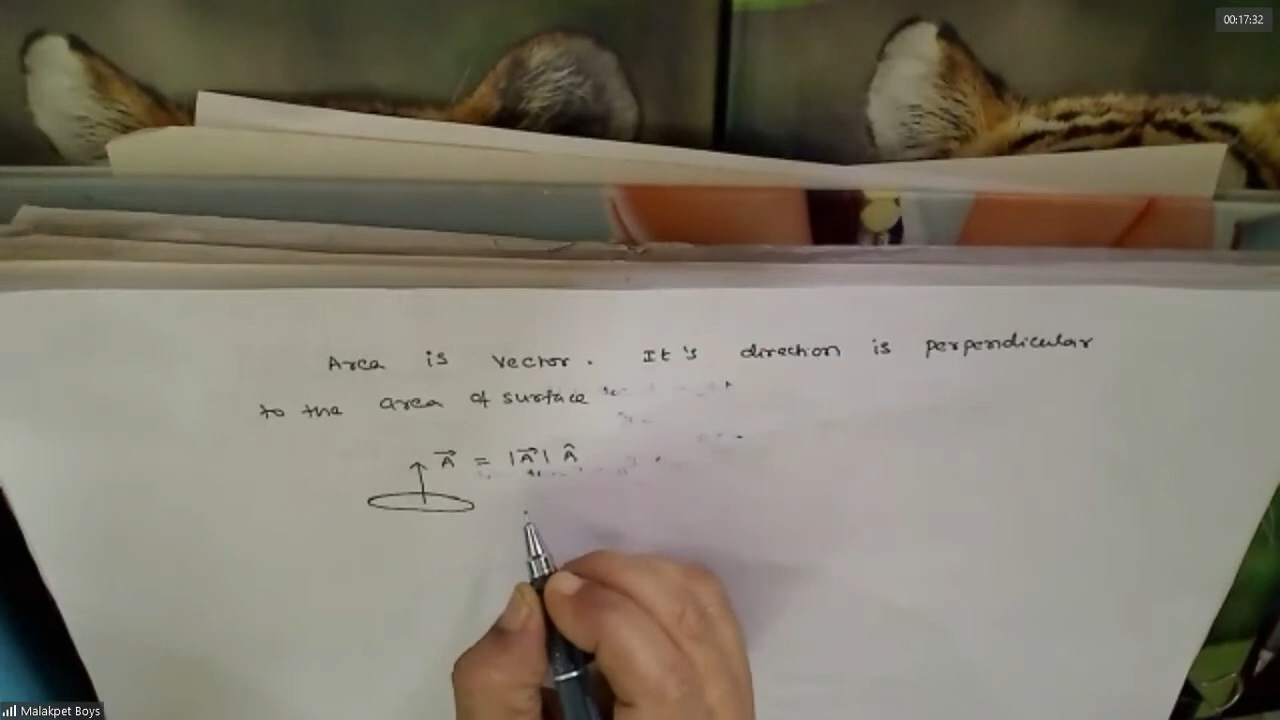 00:17:32
Area is vector. It's direction is perpendicular
to the area of surface
A⃗ = |A⃗| Â
Malakpet Boys